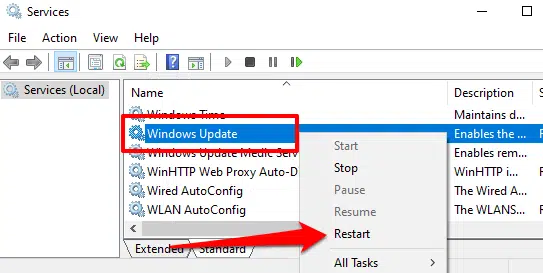 Services
File Action View Help
Services (Local)
Name Description
Windows Time Maintains d...
Windows Update Enables the ...
Windows Update Medic Serv Enables rem...
WinHTTP Web Proxy Auto-D WinHTTP i...
Wired AutoConfig The Wired A...
WLAN AutoConfig The WLANS...
Start
Stop
Pause
Resume
Restart
All Tasks
Extended Standard